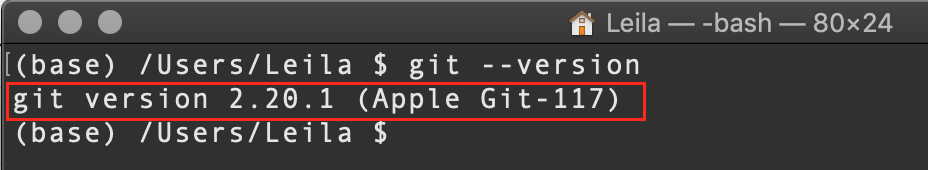 Leila — -bash — 80×24
(base) /Users/Leila $ git --version
git version 2.20.1 (Apple Git-117)
(base) /Users/Leila $